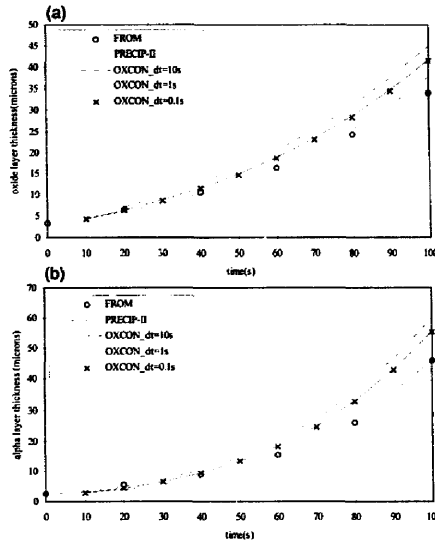 (a)
50
45
40
35
30
25
20
15
10
5
0
oxide layer thickness(microns)
FROM
PRECIP-II
OXCON_dt=10s
OXCON_dt=1s
OXCON_dt=0.1s
0 10 20 30 40 50 60 70 80 90 100
time(s)
(b)
70
60
50
40
30
20
10
0
alpha layer thickness (microns)
FROM
PRECIP-II
OXCON_dt=10s
OXCON_dt=1s
OXCON_dt=0.1s
0 10 20 30 40 50 60 70 80 90 100
time(s)